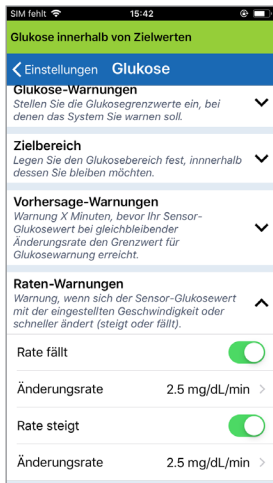 SIM fehlt 15:42
Glukose innerhalb von Zielwerten
Einstellungen Glukose
Glukose-Warnungen
Stellen Sie die Glukosegrenzwerte ein, bei
denen das System Sie warnen soll.
Zielbereich
Legen Sie den Glukosebereich fest, innnerhalb
dessen Sie bleiben möchten.
Vorhersage-Warnungen
Warnung X Minuten, bevor Ihr Sensor-
Glukosewert bei gleichbleibender
Änderungsrate den Grenzwert für
Glukosewarnung erreicht.
Raten-Warnungen
Warnung, wenn sich der Sensor-Glukosewert
mit der eingestellten Geschwindigkeit oder
schneller ändert (steigt oder fällt).
Rate fällt
Änderungsrate 2.5 mg/dL/min
Rate steigt
Änderungsrate 2.5 mg/dL/min